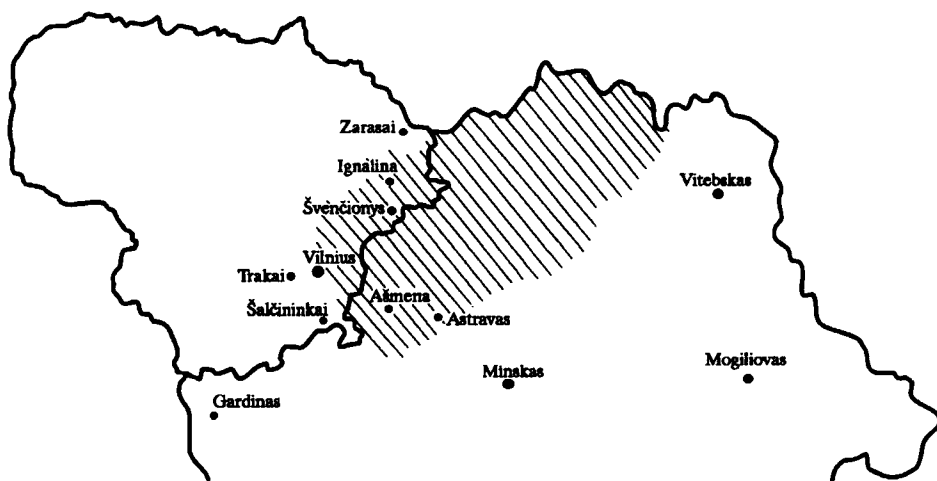 Zarasai
Ignalina
Vitebskas
Švenčionys
Vilnius
Trakai
Ašmena
Šalčininkai
Astravas
Minskas
Mogiliovas
Gardinas